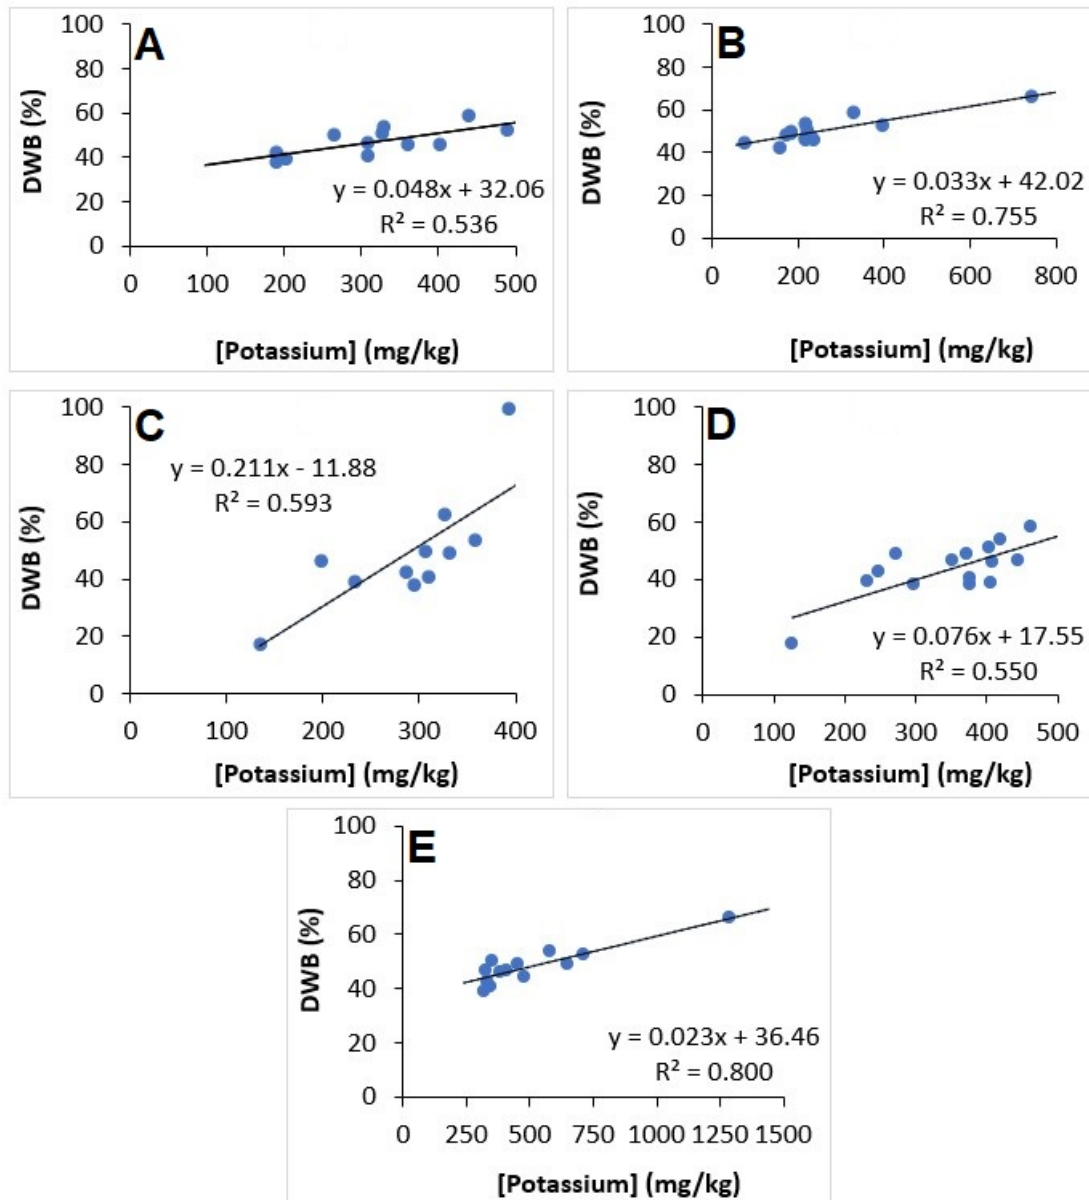 A
DWB (%)
100
80
60
40
20
0
y = 0.048x + 32.06
R² = 0.536
0 100 200 300 400 500
[Potassium] (mg/kg)
B
DWB (%)
100
80
60
40
20
0
y = 0.033x + 42.02
R² = 0.755
0 200 400 600 800
[Potassium] (mg/kg)
C
DWB (%)
100
80
60
40
20
0
y = 0.211x - 11.88
R² = 0.593
0 100 200 300 400
[Potassium] (mg/kg)
D
DWB (%)
100
80
60
40
20
0
y = 0.076x + 17.55
R² = 0.550
0 100 200 300 400 500
[Potassium] (mg/kg)
E
DWB (%)
100
80
60
40
20
0
y = 0.023x + 36.46
R² = 0.800
0 250 500 750 1000 1250 1500
[Potassium] (mg/kg)